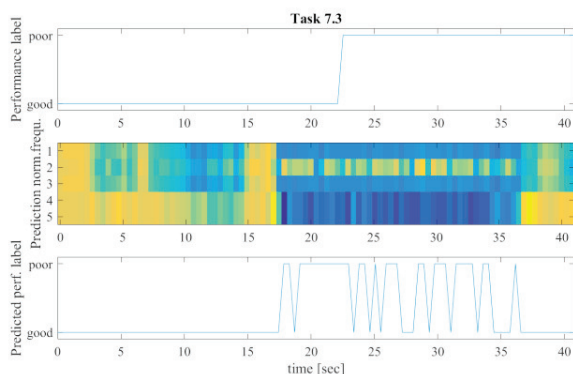 Task 7.3
Performance label
poor
good
0 5 10 15 20 25 30 35 40
Prediction norm.frequ.
1
2
3
4
5
0 5 10 15 20 25 30 35 40
Predicted perf. label
poor
good
0 5 10 15 20 25 30 35 40
time [sec]